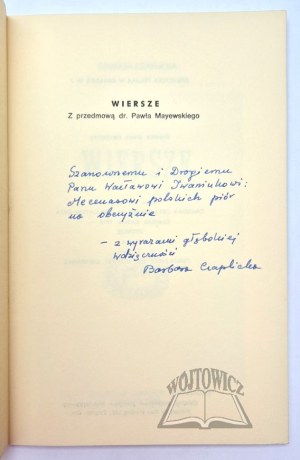 WIERSZE
Z przedmową dr. Pawła Mayewskiego
Szanownemu i Drogiemu
Panu Wacławowi Iwaniukowi:
Mecenasowi polskich piór
na obczyźnie
– z wyrazami głębokiej
wdzięczności
Barbara Czaplicka
WÓJTOWICZ